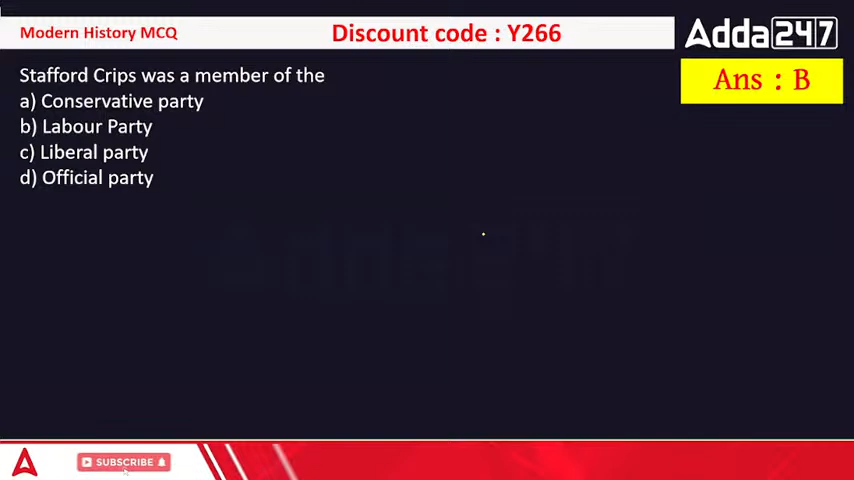 Modern History MCQ
Discount code : Y266
Adda247
Ans : B
Stafford Crips was a member of the
a) Conservative party
b) Labour Party
c) Liberal party
d) Official party
SUBSCRIBE